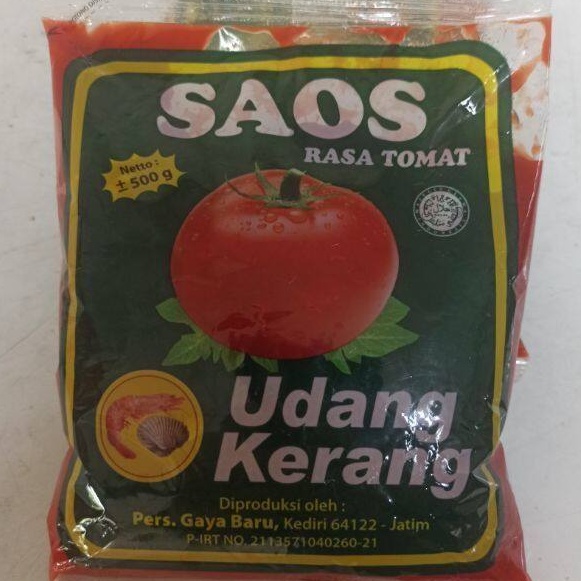 SAOS
RASA TOMAT
Netto :
± 500 g
Udang
Kerang
Diproduksi oleh :
Pers. Gaya Baru, Kediri 64122 - Jatim
P-IRT NO. 2113571040260-21